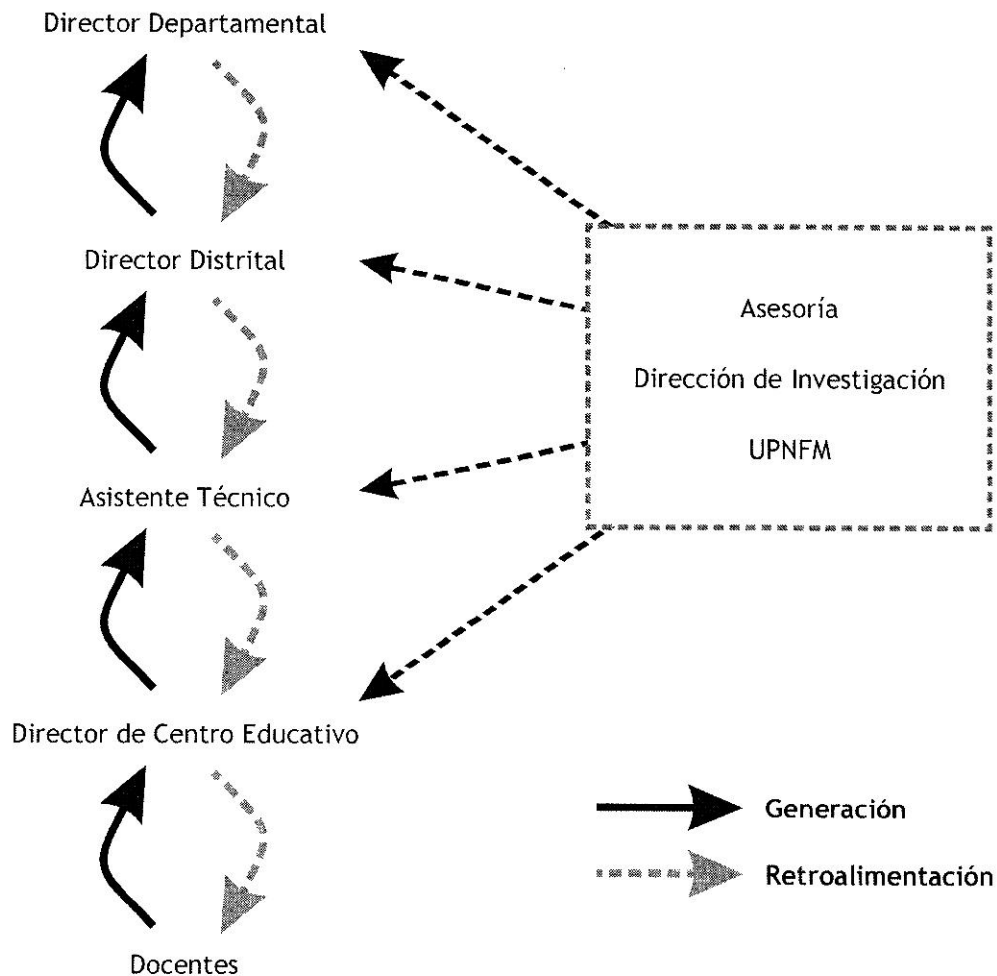 Director Departamental
Director Distrital
Asistente Técnico
Director de Centro Educativo
Docentes
Asesoría
Dirección de Investigación
UPNFM
Generación
Retroalimentación